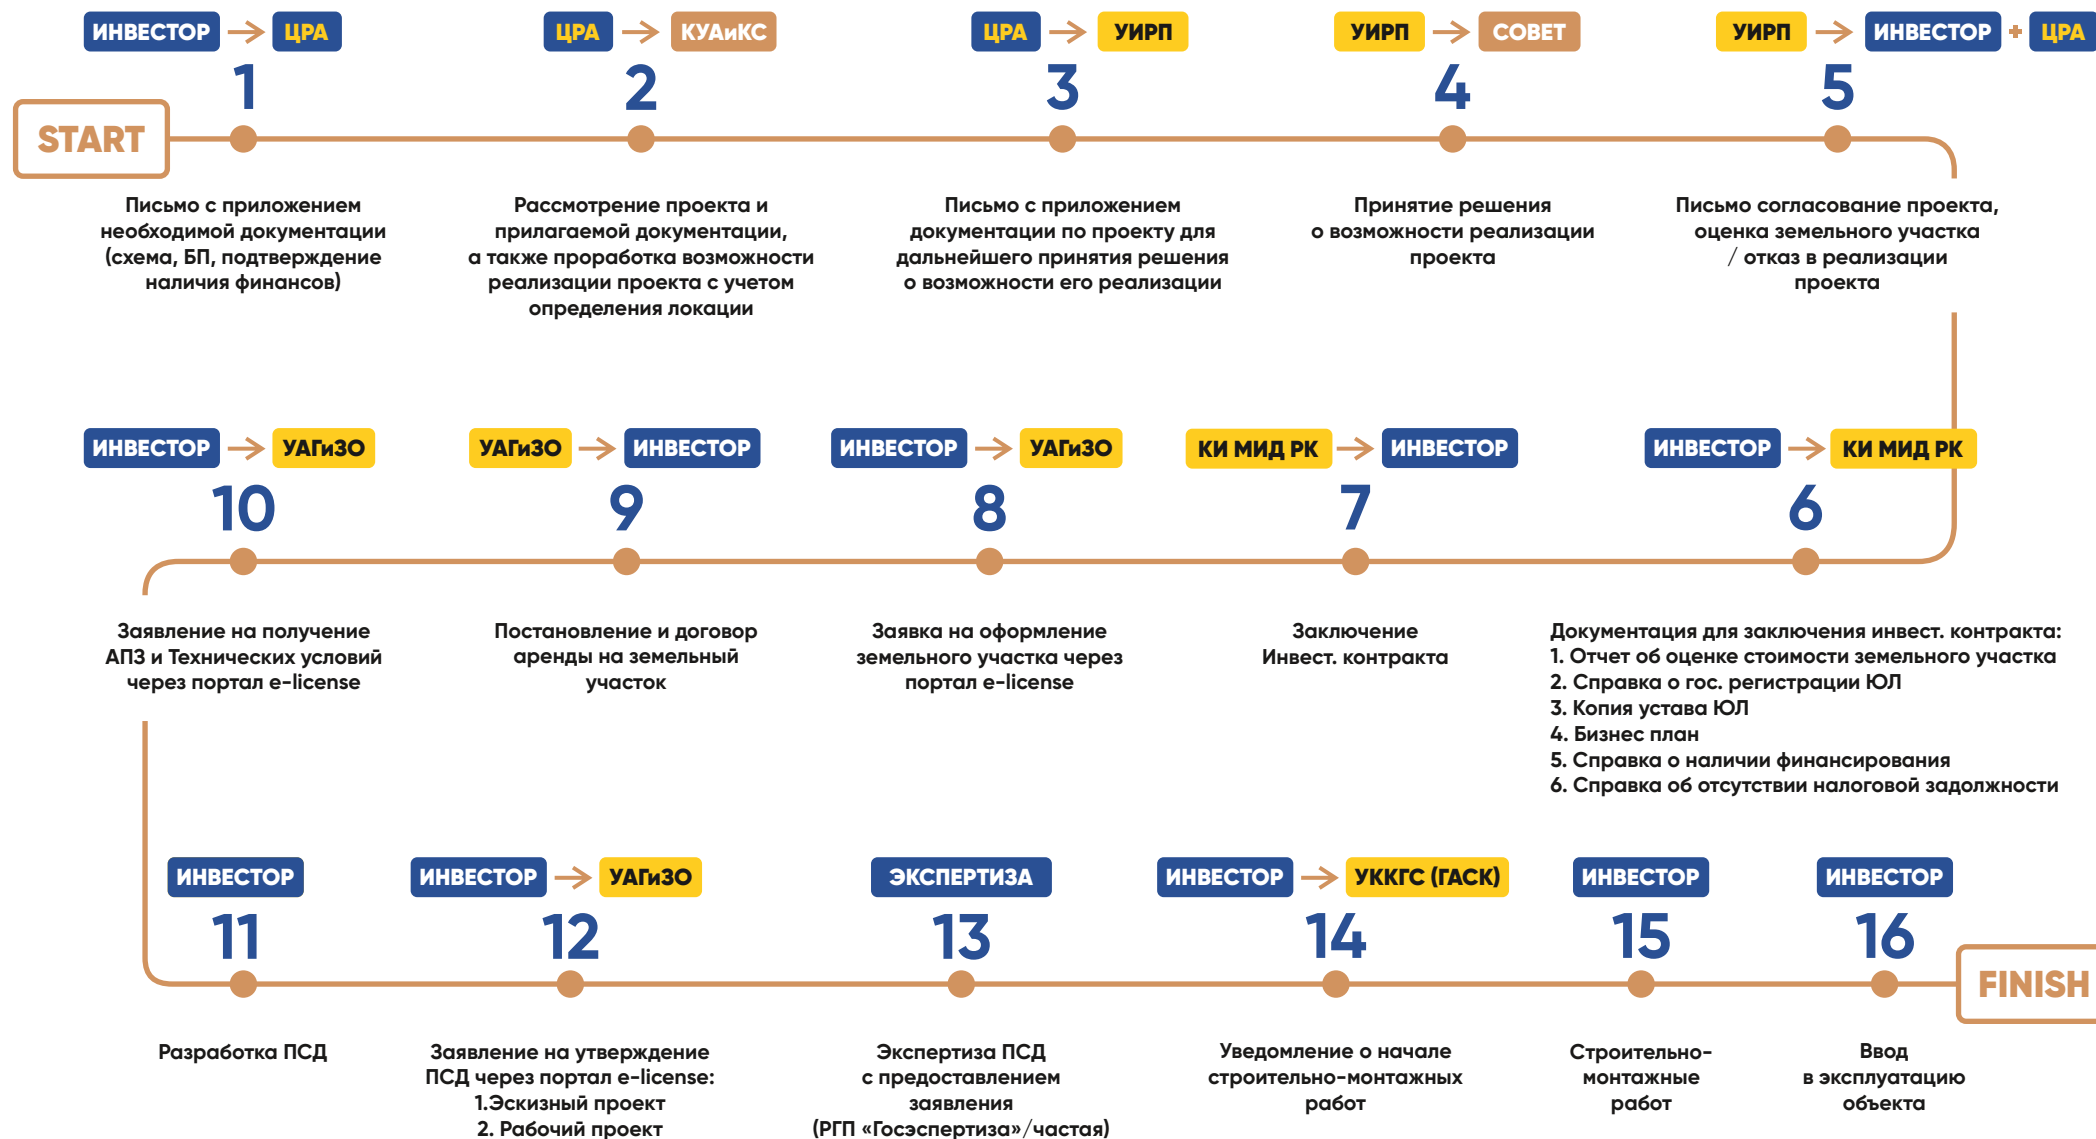 ИНВЕСТОР → ЦРА
1
START
Письмо с приложением
необходимой документации
(схема, БП, подтверждение
наличия финансов)
ЦРА → КУАиКС
2
Рассмотрение проекта и
прилагаемой документации,
а также проработка возможности
реализации проекта с учетом
определения локации
ЦРА → УИРП
3
Письмо с приложением
документации по проекту для
дальнейшего принятия решения
о возможности его реализации
УИРП → СОВЕТ
4
Принятие решения
о возможности реализации
проекта
УИРП → ИНВЕСТОР + ЦРА
5
Письмо согласование проекта,
оценка земельного участка
/ отказ в реализации
проекта
ИНВЕСТОР → КИ МИД РК
6
Документация для заключения инвест. контракта:
1. Отчет об оценке стоимости земельного участка
2. Справка о гос. регистрации ЮЛ
3. Копия устава ЮЛ
4. Бизнес план
5. Справка о наличии финансирования
6. Справка об отсутствии налоговой задолжности
КИ МИД РК → ИНВЕСТОР
7
Заключение
Инвест. контракта
ИНВЕСТОР → УАГиЗО
8
Заявка на оформление
земельного участка через
портал e-license
УАГиЗО → ИНВЕСТОР
9
Постановление и договор
аренды на земельный
участок
ИНВЕСТОР → УАГиЗО
10
Заявление на получение
АПЗ и Технических условий
через портал e-license
ИНВЕСТОР
11
Разработка ПСД
ИНВЕСТОР → УАГиЗО
12
Заявление на утверждение
ПСД через портал e-license:
1.Эскизный проект
2. Рабочий проект
ЭКСПЕРТИЗА
13
Экспертиза ПСД
с предоставлением
заявления
(РГП «Госэспертиза»/частая)
ИНВЕСТОР → УККГС (ГАСК)
14
Уведомление о начале
строительно-монтажных
работ
ИНВЕСТОР
15
Строительно-
монтажные
работ
ИНВЕСТОР
16
Ввод
в эксплуатацию
объекта
FINISH